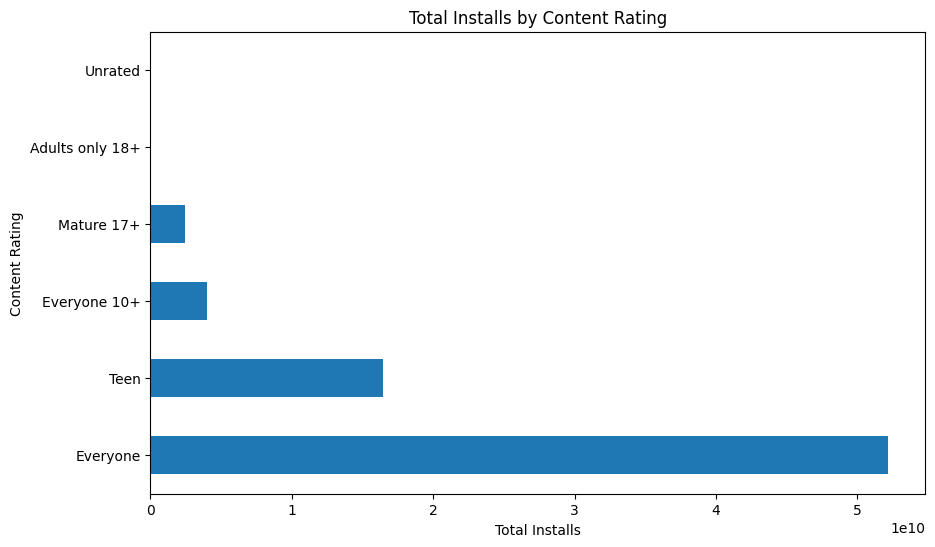 Total Installs by Content Rating
Unrated
Adults only 18+
Mature 17+
Everyone 10+
Teen
Everyone
Content Rating
0 1 2 3 4 5
1e10
Total Installs